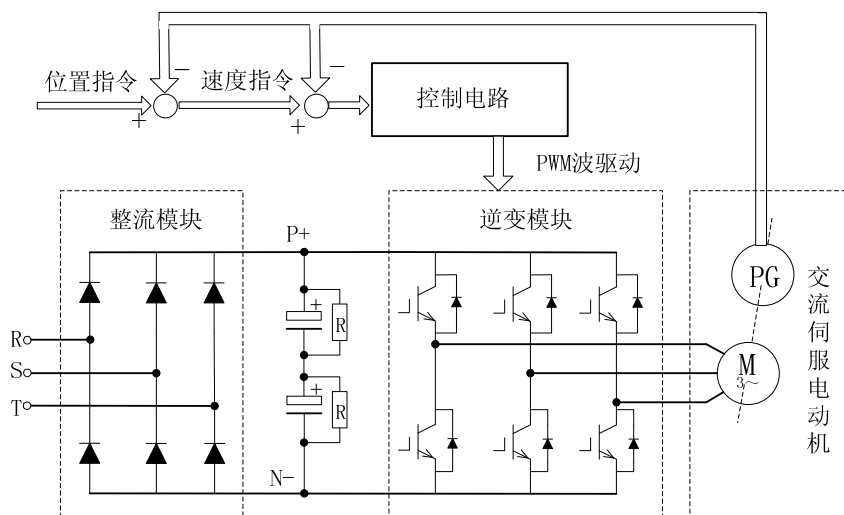 位置指令
速度指令
控制电路
PWM波驱动
整流模块
逆变模块
P+
PG
交流伺服电动机
R
S
T
R
R
M
3～
N-